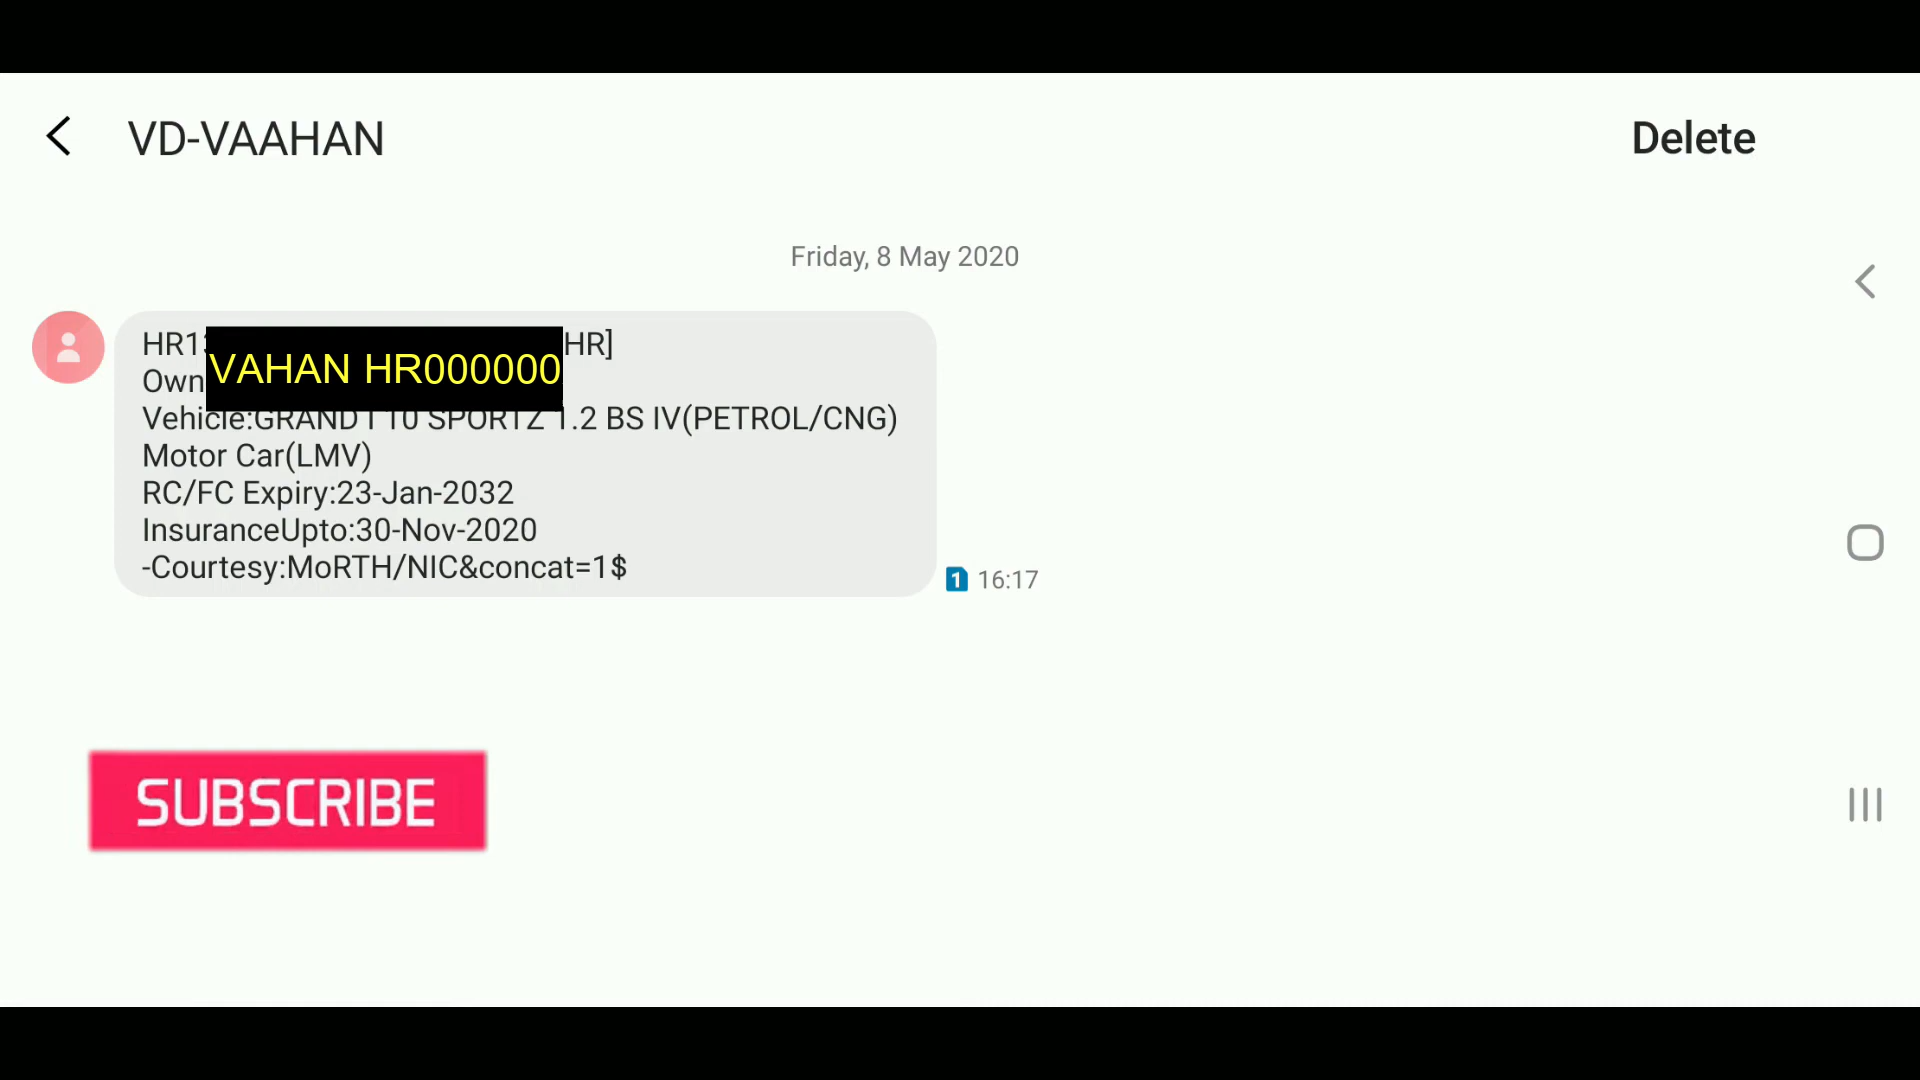 VD-VAAHAN
Delete
Friday, 8 May 2020
HR13 HR]
VAHAN HR000000
Own
Vehicle:GRAND I 10 SPORTZ 1.2 BS IV(PETROL/CNG)
Motor Car(LMV)
RC/FC Expiry:23-Jan-2032
InsuranceUpto:30-Nov-2020
-Courtesy:MoRTH/NIC&concat=1$
1 16:17
SUBSCRIBE